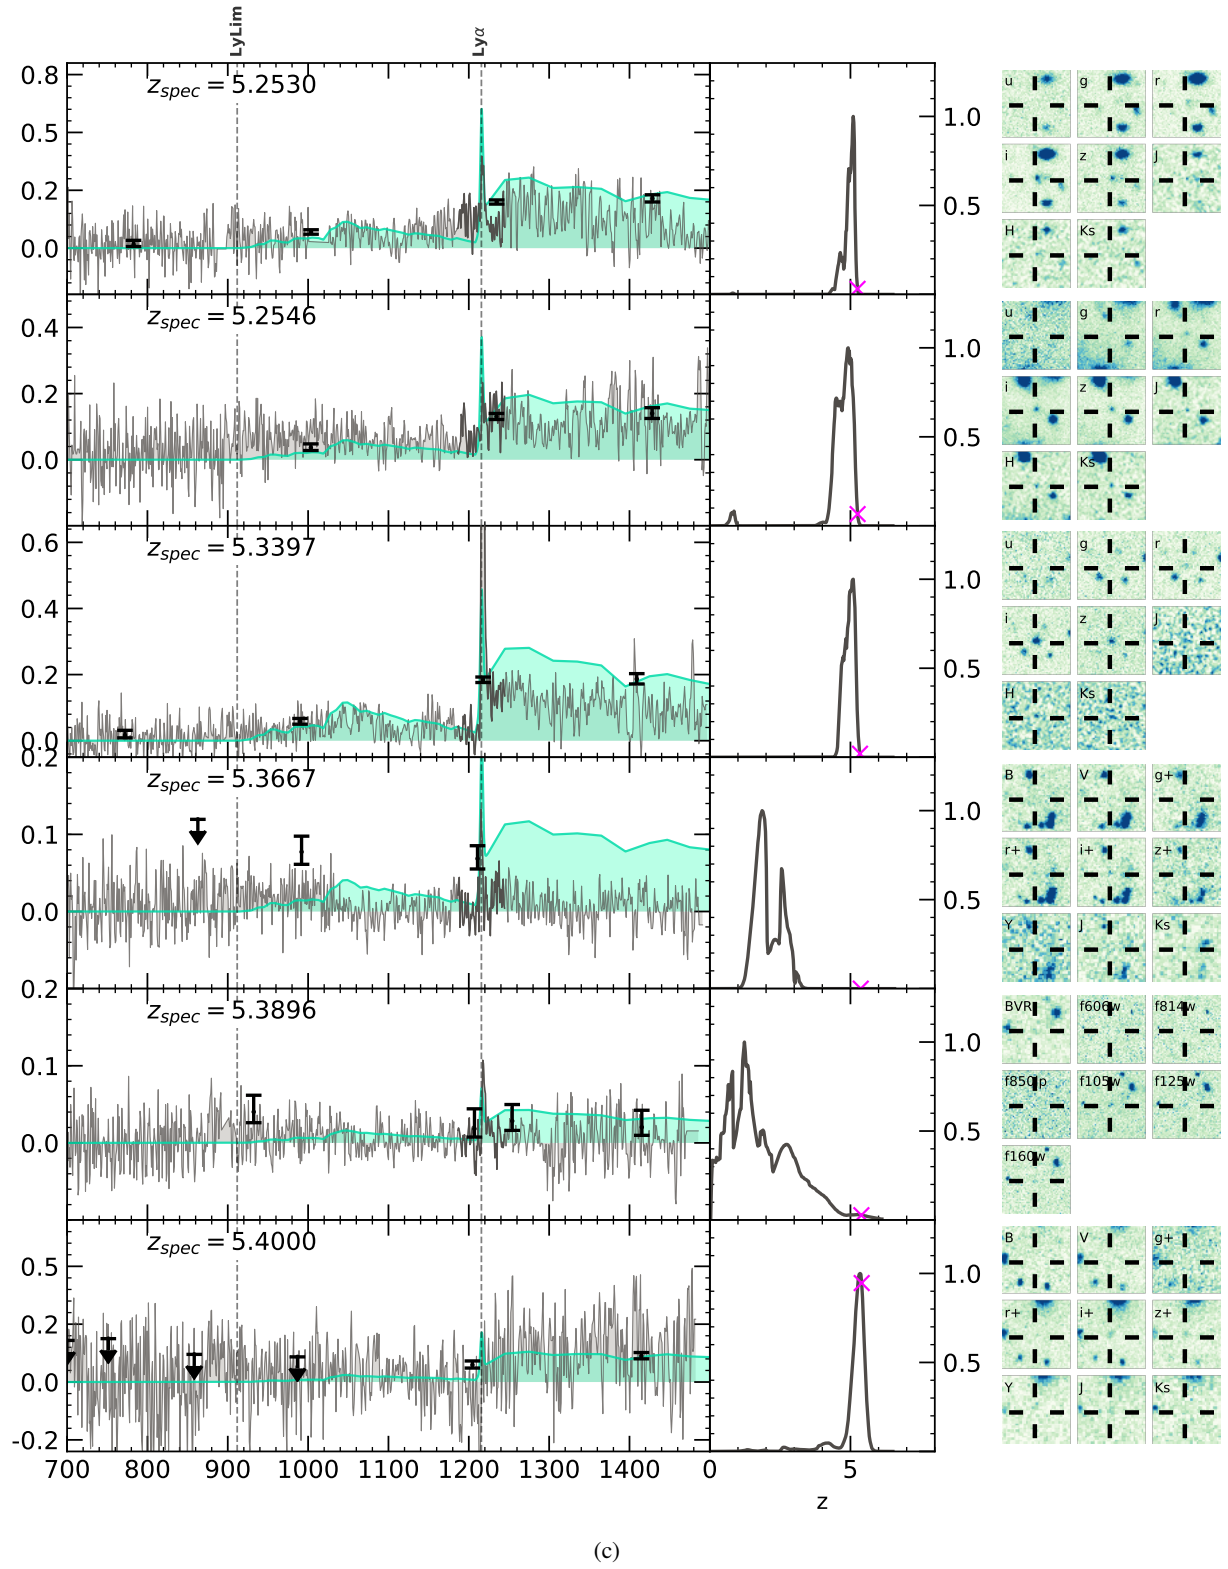 LyLim
Lyα
0.8
0.5
0.2
0.0
z_spec = 5.2530
1.0
0.5
u g r
i z J
H Ks
0.4
0.2
0.0
z_spec = 5.2546
1.0
0.5
u g r
i z J
H Ks
0.6
0.4
0.2
0.0
z_spec = 5.3397
1.0
0.5
u g r
i z J
H Ks
0.2
0.1
0.0
z_spec = 5.3667
1.0
0.5
B V g+
r+ i+ z+
Y J Ks
0.2
0.1
0.0
z_spec = 5.3896
1.0
0.5
BVR f606w f814w
f850lp f105w f125w
f160w
0.5
0.2
0.0
-0.2
z_spec = 5.4000
1.0
0.5
B V g+
r+ i+ z+
Y J Ks
700 800 900 1000 1100 1200 1300 1400 0 5
z
(c)